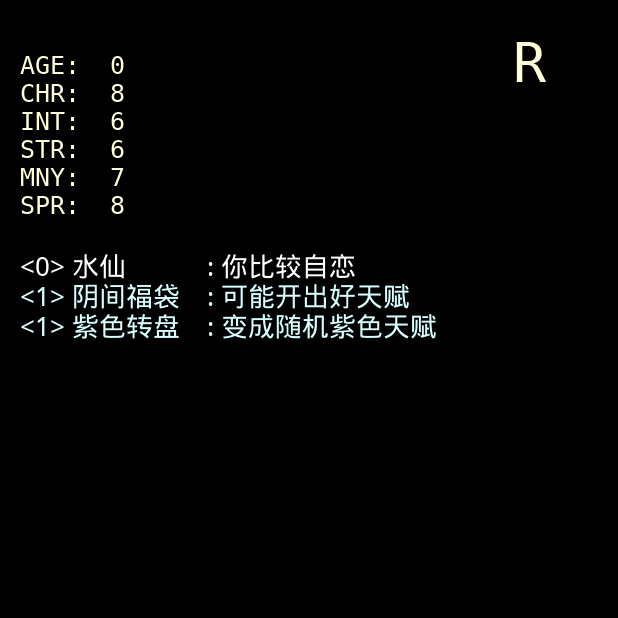 R
AGE: 0
CHR: 8
INT: 6
STR: 6
MNY: 7
SPR: 8
<0> 水仙 : 你比较自恋
<1> 阴间福袋 : 可能开出好天赋
<1> 紫色转盘 : 变成随机紫色天赋